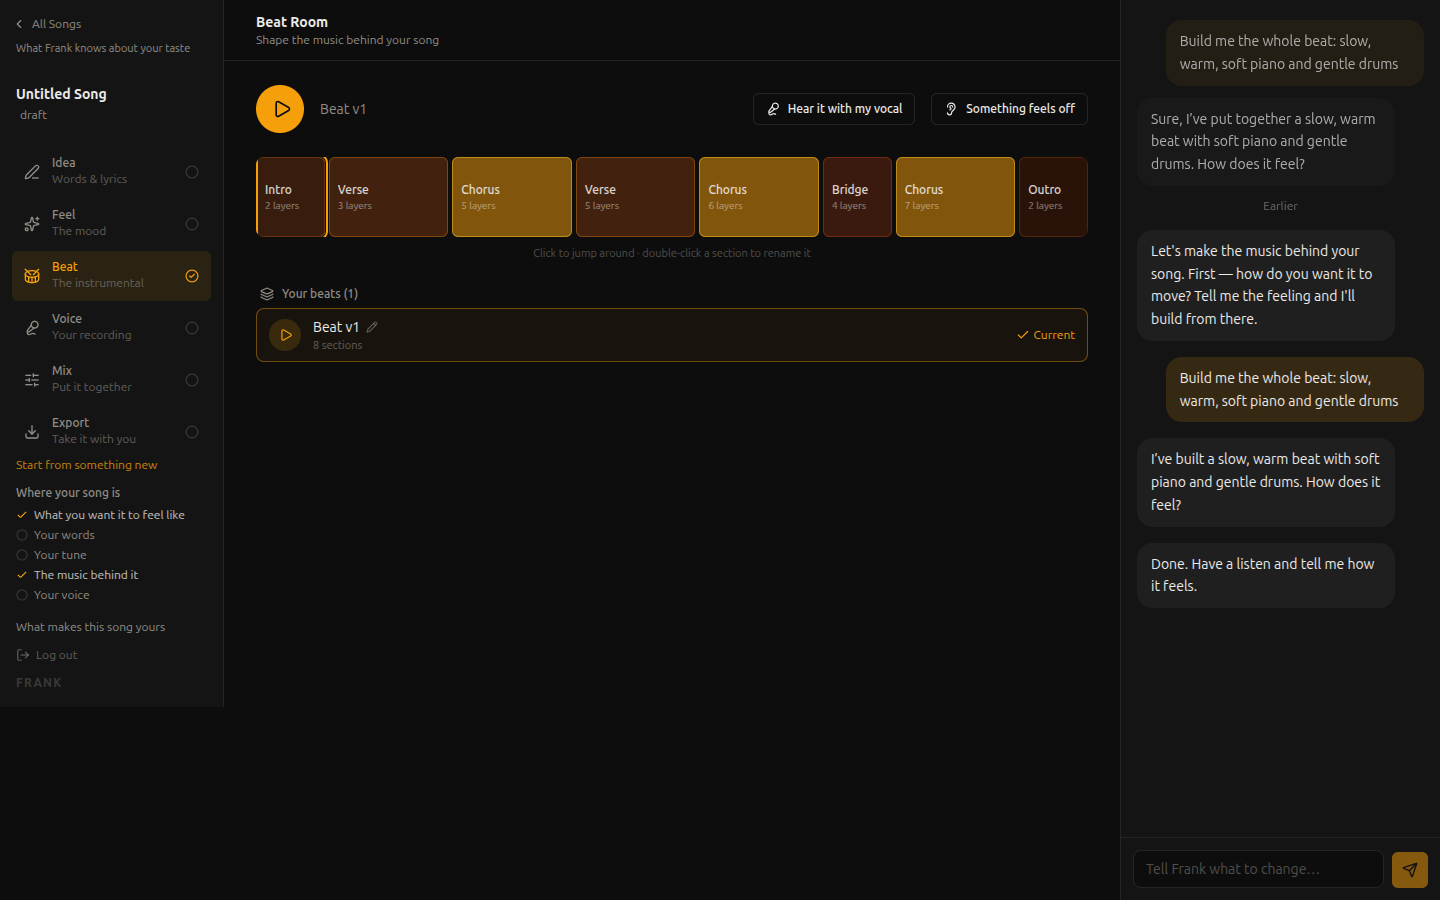 All Songs
What Frank knows about your taste
Untitled Song
draft
Idea
Words & lyrics
Feel
The mood
Beat
The instrumental
Voice
Your recording
Mix
Put it together
Export
Take it with you
Start from something new
Where your song is
What you want it to feel like
Your words
Your tune
The music behind it
Your voice
What makes this song yours
Log out
FRANK
Beat Room
Shape the music behind your song
Beat v1
Hear it with my vocal
Something feels off
Intro
2 layers
Verse
3 layers
Chorus
5 layers
Verse
5 layers
Chorus
6 layers
Bridge
4 layers
Chorus
7 layers
Outro
2 layers
Click to jump around · double-click a section to rename it
Your beats (1)
Beat v1
8 sections
Current
Build me the whole beat: slow,
warm, soft piano and gentle drums
Sure, I’ve put together a slow, warm
beat with soft piano and gentle
drums. How does it feel?
Earlier
Let's make the music behind your
song. First — how do you want it to
move? Tell me the feeling and I'll
build from there.
Build me the whole beat: slow,
warm, soft piano and gentle drums
I’ve built a slow, warm beat with soft
piano and gentle drums. How does it
feel?
Done. Have a listen and tell me how
it feels.
Tell Frank what to change…